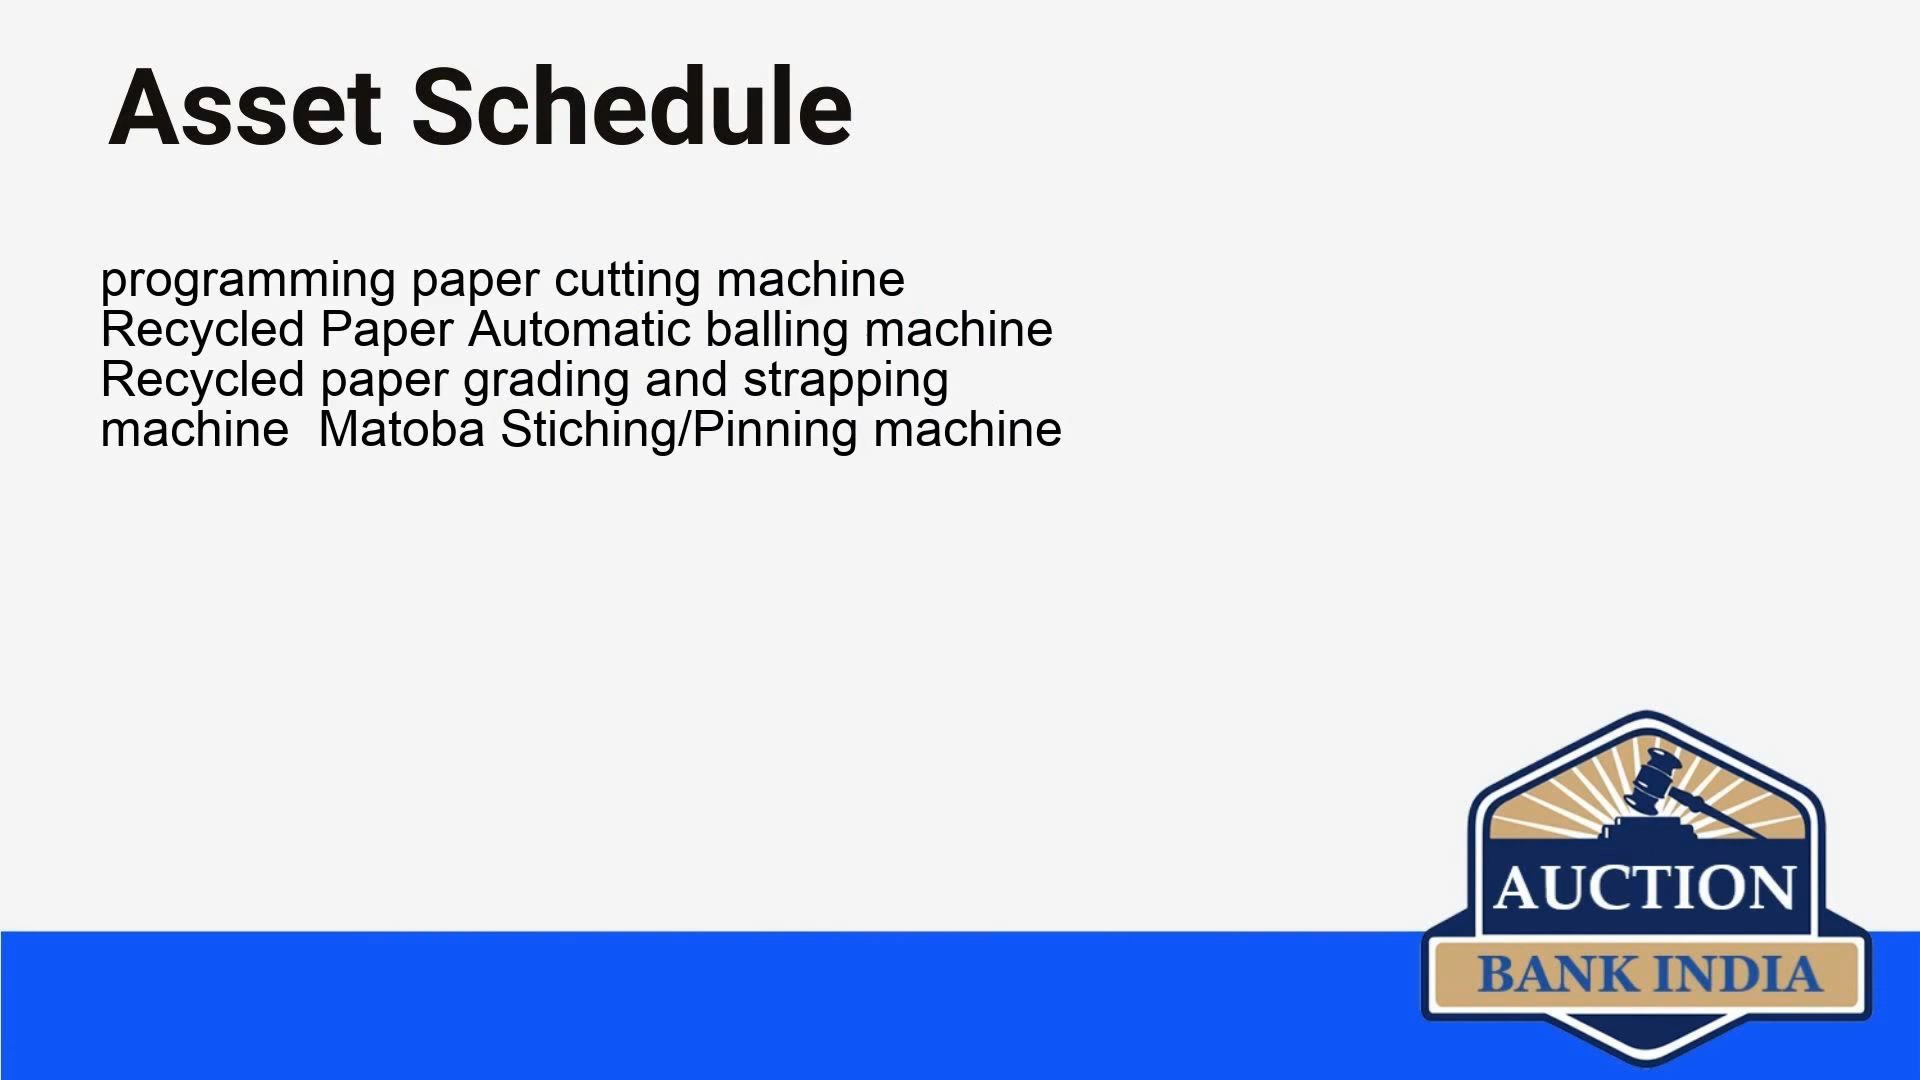 Asset Schedule
programming paper cutting machine
Recycled Paper Automatic balling machine
Recycled paper grading and strapping
machine  Matoba Stiching/Pinning machine
AUCTION
BANK INDIA